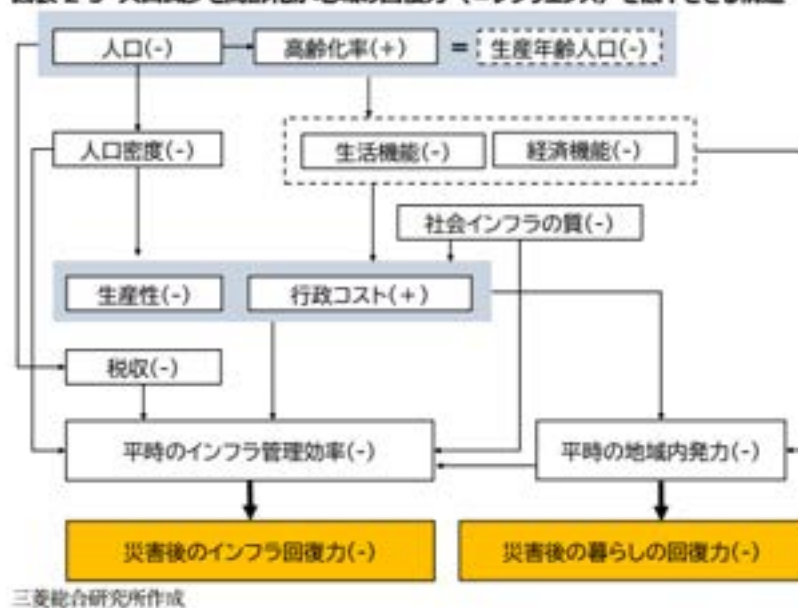 人口(-) 高齢化率(+) = 生産年齢人口(-)
人口密度(-) 生活機能(-) 経済機能(-)
社会インフラの質(-)
生産性(-) 行政コスト(+)
税収(-)
平時のインフラ管理効率(-) 平時の地域内発力(-)
災害後のインフラ回復力(-) 災害後の暮らしの回復力(-)
三菱総合研究所作成